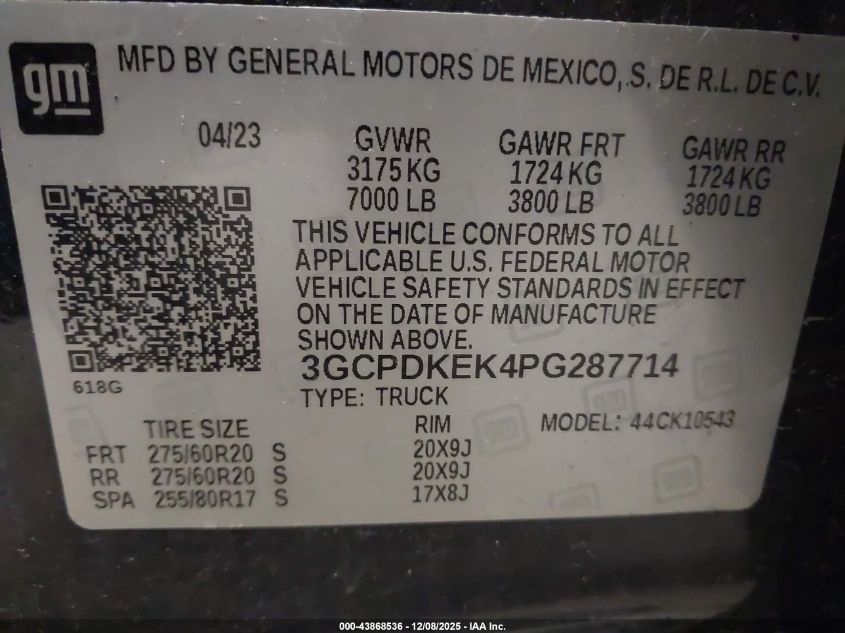 gm
MFD BY GENERAL MOTORS DE MEXICO, S. DE R.L. DE C.V.
04/23 GVWR GAWR FRT GAWR RR
3175 KG 1724 KG 1724 KG
7000 LB 3800 LB 3800 LB
THIS VEHICLE CONFORMS TO ALL
APPLICABLE U.S. FEDERAL MOTOR
VEHICLE SAFETY STANDARDS IN EFFECT
ON THE DATE OF MANUFACTURE
SHOWN ABOVE.
3GCPDKEK4PG287714
618G
TYPE: TRUCK
TIRE SIZE RIM MODEL: 44CK10543
FRT 275/60R20 S 20X9J
RR 275/60R20 S 20X9J
SPA 255/80R17 S 17X8J
000-43868536 - 12/08/2025 - IAA Inc.